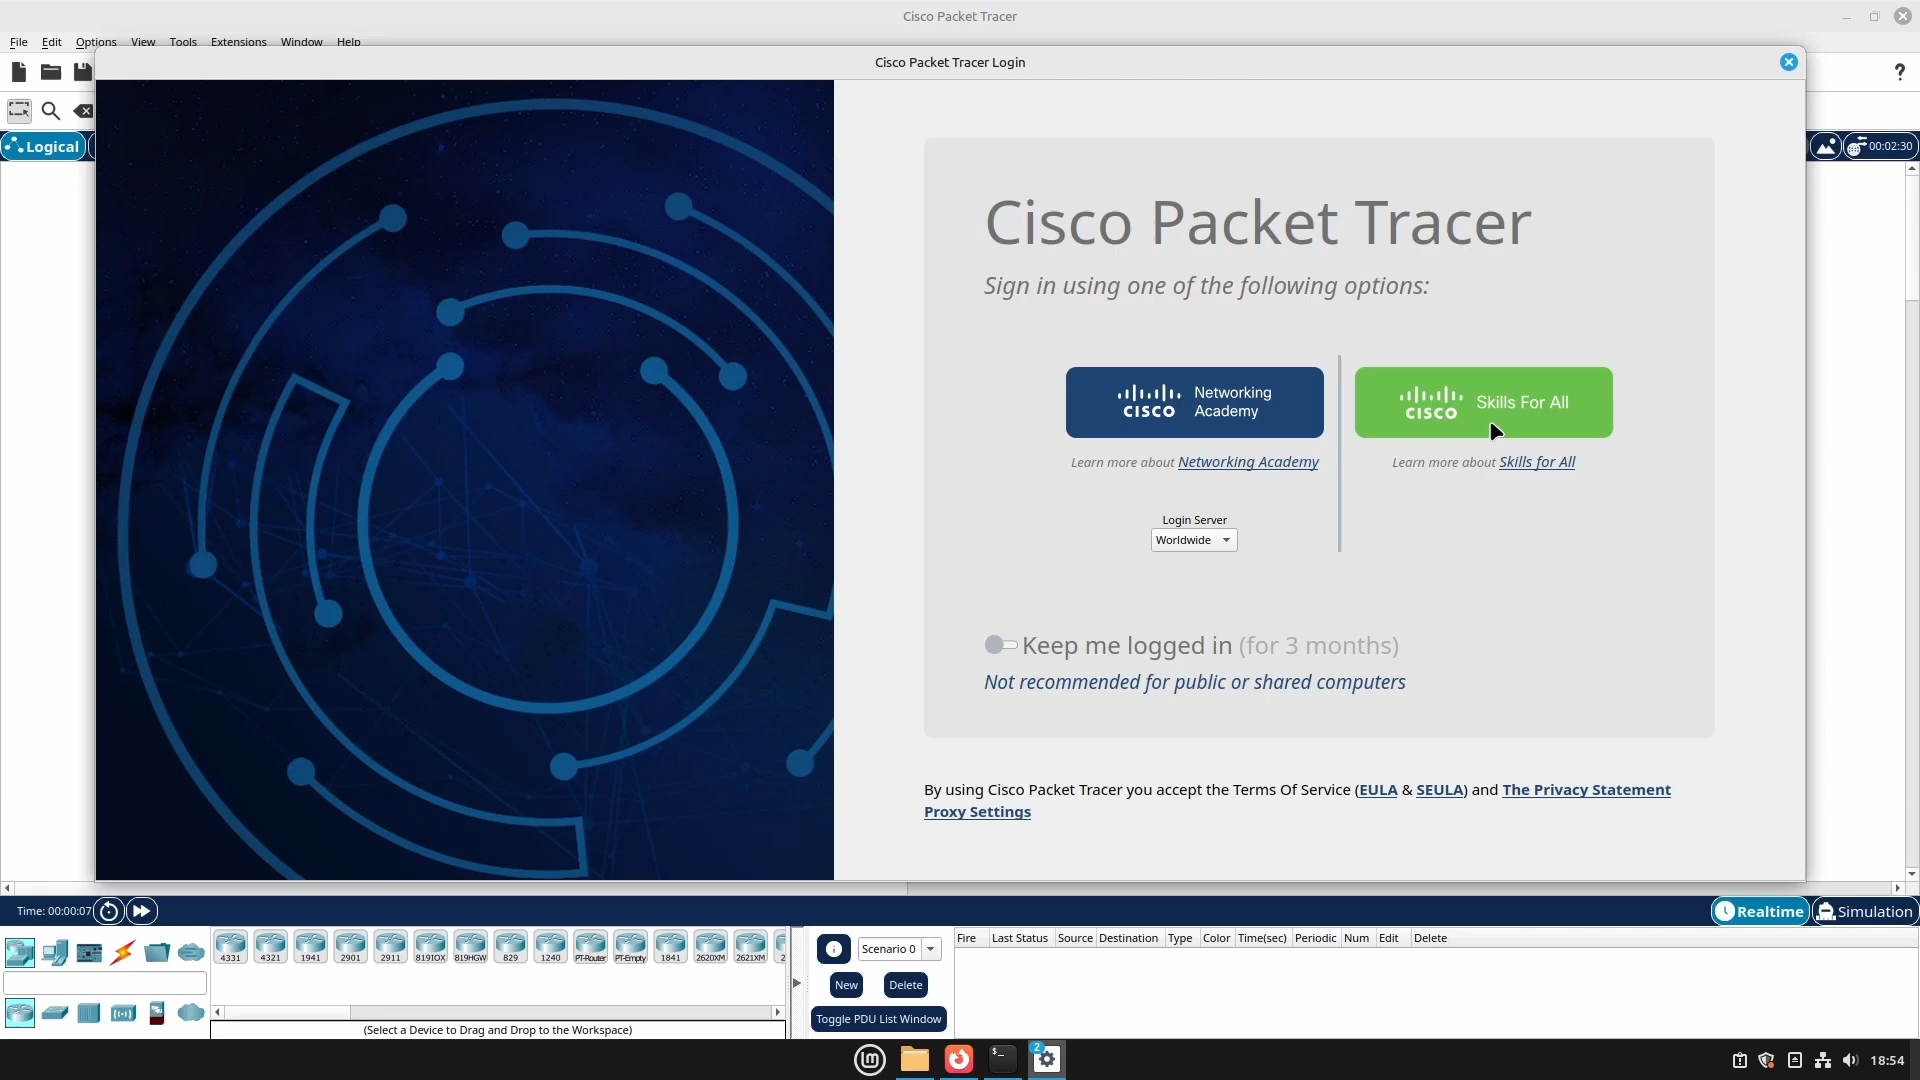 Cisco Packet Tracer
File Edit Options View Tools Extensions Window Help
Cisco Packet Tracer Login
?
Logical
00:02:30
Cisco Packet Tracer
Sign in using one of the following options:
CISCO Networking Academy
CISCO Skills For All
Learn more about Networking Academy
Learn more about Skills for All
Login Server
Worldwide
Keep me logged in (for 3 months)
Not recommended for public or shared computers
By using Cisco Packet Tracer you accept the Terms Of Service (EULA & SEULA) and The Privacy Statement
Proxy Settings
Time: 00:00:07
Realtime
Simulation
4331 4321 1941 2901 2911 819IOX 819HGW 829 1240 PT-Router PT-Empty 1841 2620XM 2621XM 2
(Select a Device to Drag and Drop to the Workspace)
Scenario 0
New Delete
Toggle PDU List Window
Fire Last Status Source Destination Type Color Time(sec) Periodic Num Edit Delete
lm
$_
2
18:54